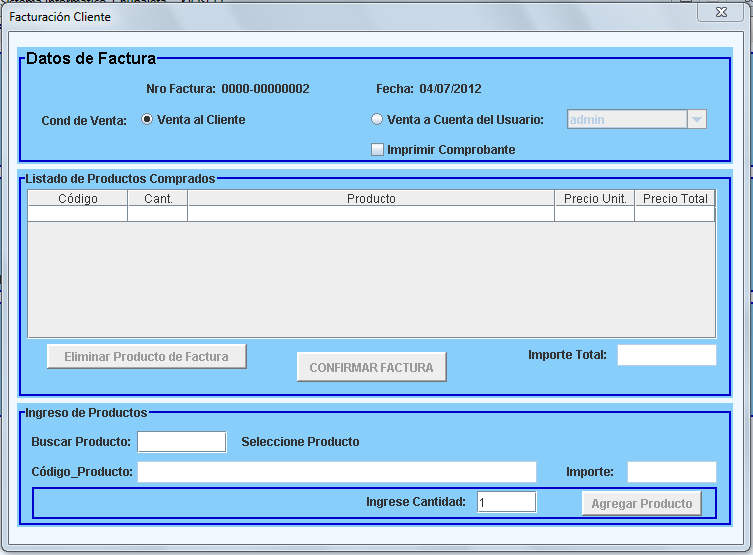 Facturación Cliente
Datos de Factura
Nro Factura: 0000-00000002 Fecha: 04/07/2012
Cond de Venta: Venta al Cliente Venta a Cuenta del Usuario: admin
Imprimir Comprobante
Listado de Productos Comprados
Código Cant. Producto Precio Unit. Precio Total
Eliminar Producto de Factura CONFIRMAR FACTURA Importe Total:
Ingreso de Productos
Buscar Producto: Seleccione Producto
Código_Producto: Importe:
Ingrese Cantidad: 1 Agregar Producto